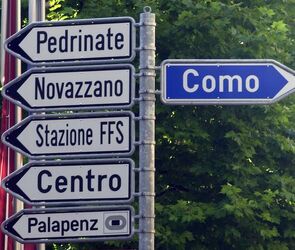 Pedrinate
Novazzano
Stazione FFS
Centro
Palapenz
Como